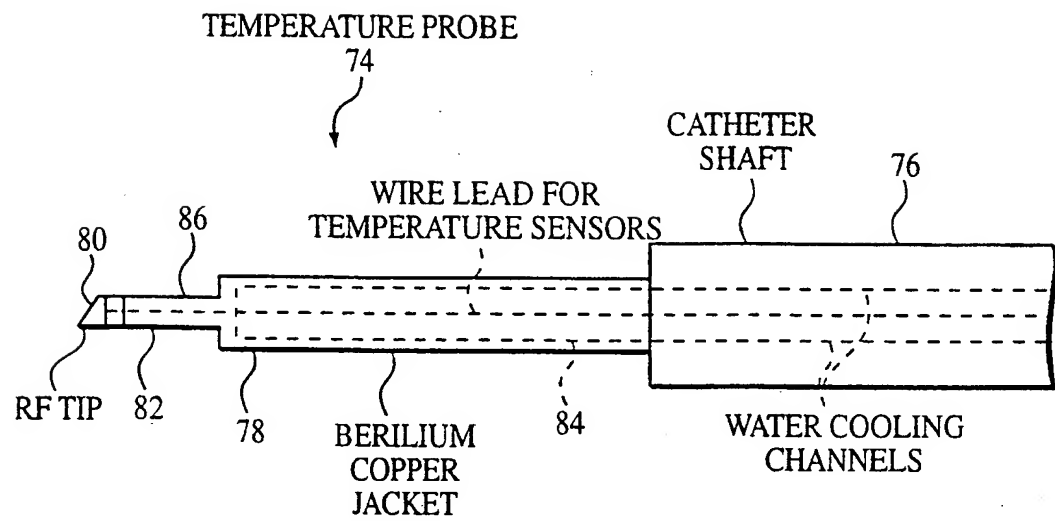 TEMPERATURE PROBE
74
CATHETER
SHAFT
76
WIRE LEAD FOR
TEMPERATURE SENSORS
86
80
RF TIP
82
78
BERILIUM
COPPER
JACKET
84
WATER COOLING
CHANNELS